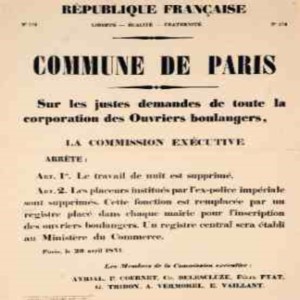 RÉPUBLIQUE FRANÇAISE
LIBERTÉ — ÉGALITÉ — FRATERNITÉ
COMMUNE DE PARIS
Sur les justes demandes de toute la
corporation des Ouvriers boulangers,
LA COMMISSION EXÉCUTIVE
ARRÊTE :
ART. 1er. Le travail de nuit est supprimé.
ART. 2. Les placeurs institués par l'ex-police impériale
sont supprimés. Cette fonction est remplacée par un
registre placé dans chaque mairie pour l'inscription
des ouvriers boulangers. Un registre central sera établi
au Ministère du Commerce.
Paris, le 20 avril 1871.
Les Membres de la Commission exécutive :
AVRIAL, F. COURNET, CH. DELESCLUZE, FÉLIX PYAT,
G. TRIDON, A. VERMOREL, E. VAILLANT.